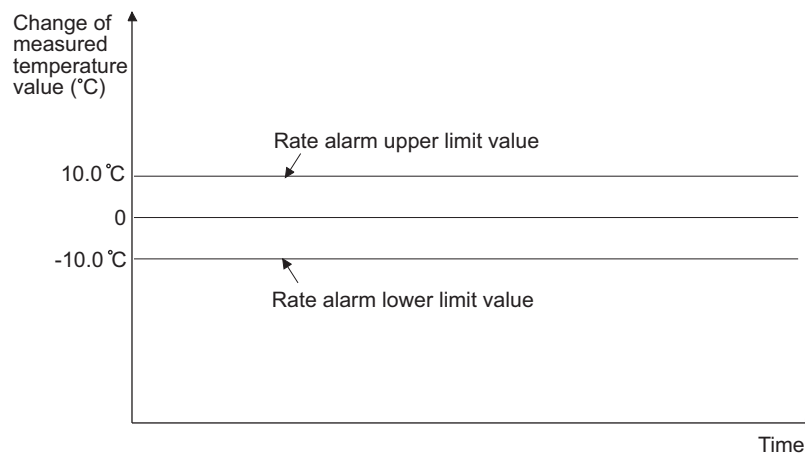 Change of
measured
temperature
value (°C)
Rate alarm upper limit value
10.0 °C
0
-10.0 °C
Rate alarm lower limit value
Time